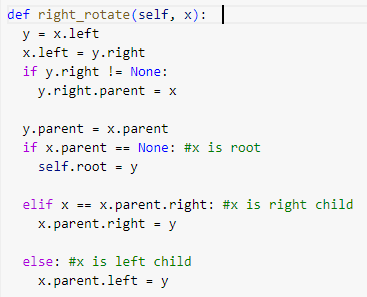 def right_rotate(self, x):
y = x.left
x.left = y.right
if y.right != None:
y.right.parent = x
y.parent = x.parent
if x.parent == None: #x is root
self.root = y
elif x == x.parent.right: #x is right child
x.parent.right = y
else: #x is left child
x.parent.left = y